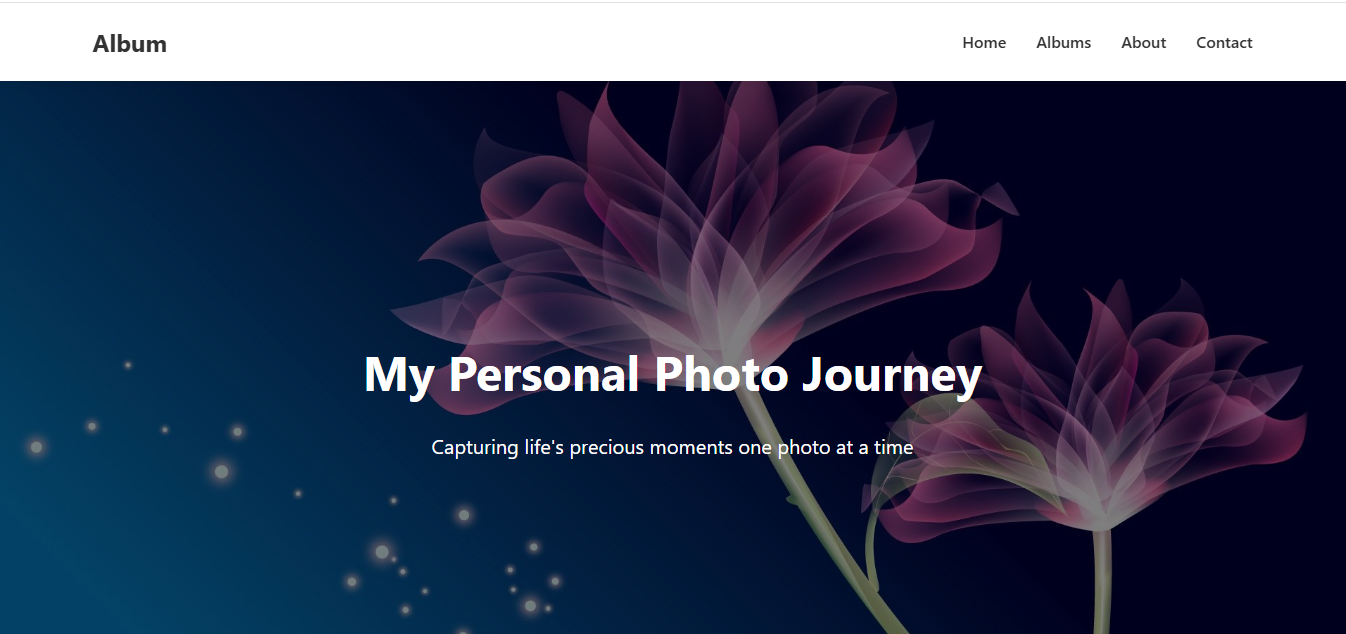 Album
Home Albums About Contact
My Personal Photo Journey
Capturing life's precious moments one photo at a time